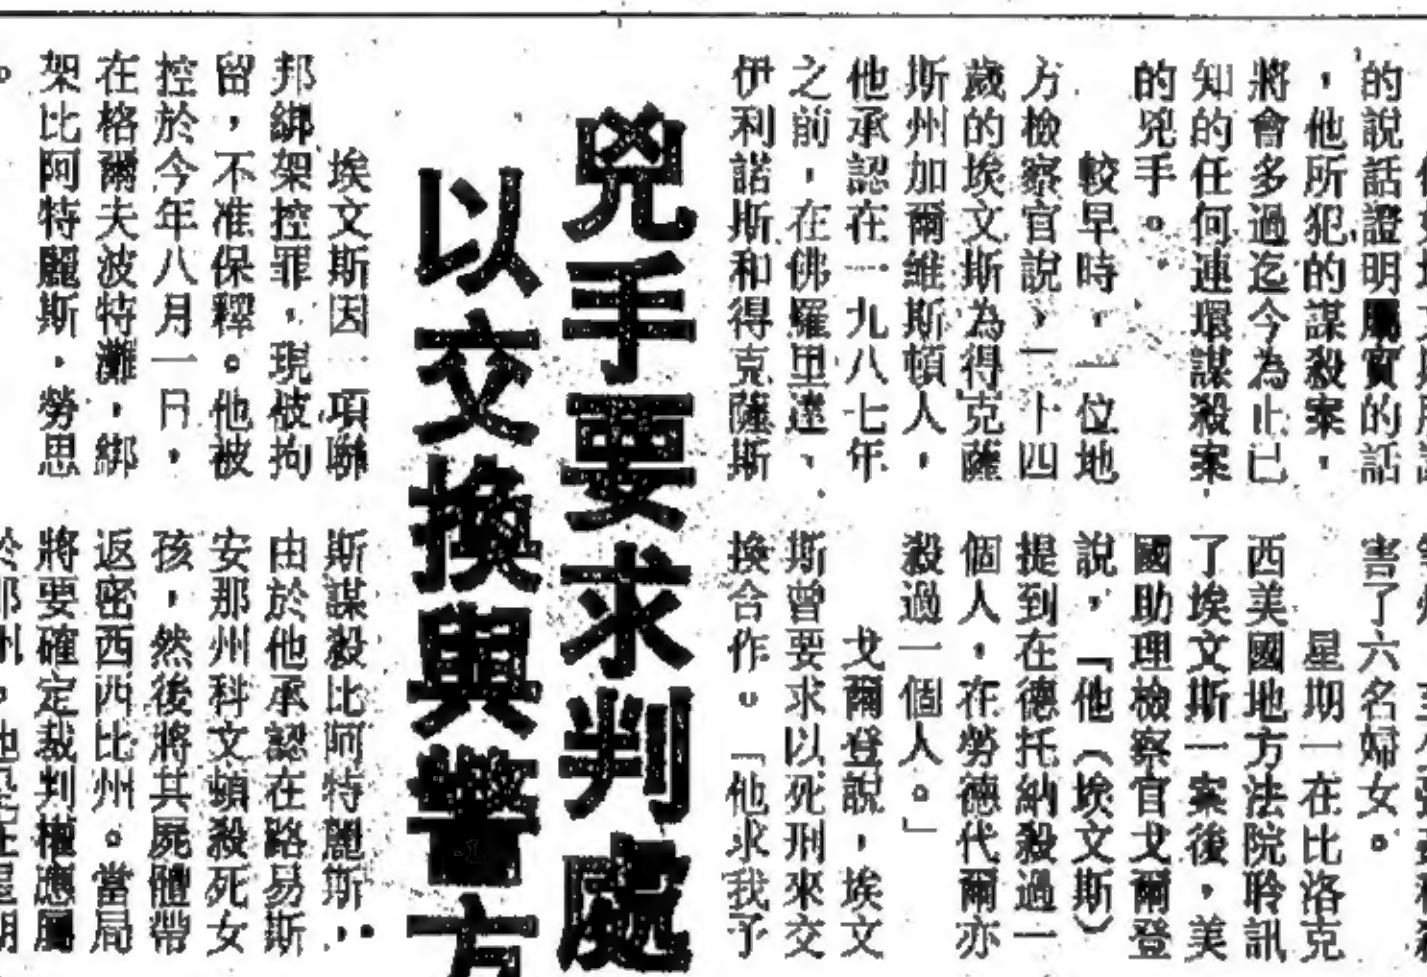 的說話證明屬實的話
，他所犯的謀殺案，
將會多過迄今為止已
知的任何連環謀殺案
的兇手。
較早時，一位地
方檢察官說，十四
歲的埃文斯為得克薩
斯州加爾維斯頓人，
他承認在一九八七年
之前，在佛羅里達、
伊利諾斯和得克薩斯
害了六名婦女。
星期一在比洛克
西美國地方法院聆訊
了埃文斯一案後，美
國助理檢察官戈爾登
說，「他（埃文斯）
提到在德托納殺過一
個人，在勞德代爾亦
殺過一個人。」
戈爾登說，埃文
斯曾要求以死刑來交
換合作。「他求我予
兇手要求判處
以交換與警方
埃文斯因一項聯
邦綁架控罪，現被拘
留，不准保釋。他被
控於今年八月一日，
在格爾夫波特灘，綁
架比阿特麗斯．勞思
。
斯謀殺比阿特麗斯．
由於他承認在路易斯
安那州科文頓殺死女
孩，然後將其屍體帶
返密西西比州。當局
將要確定裁判權應屬
於那州，他